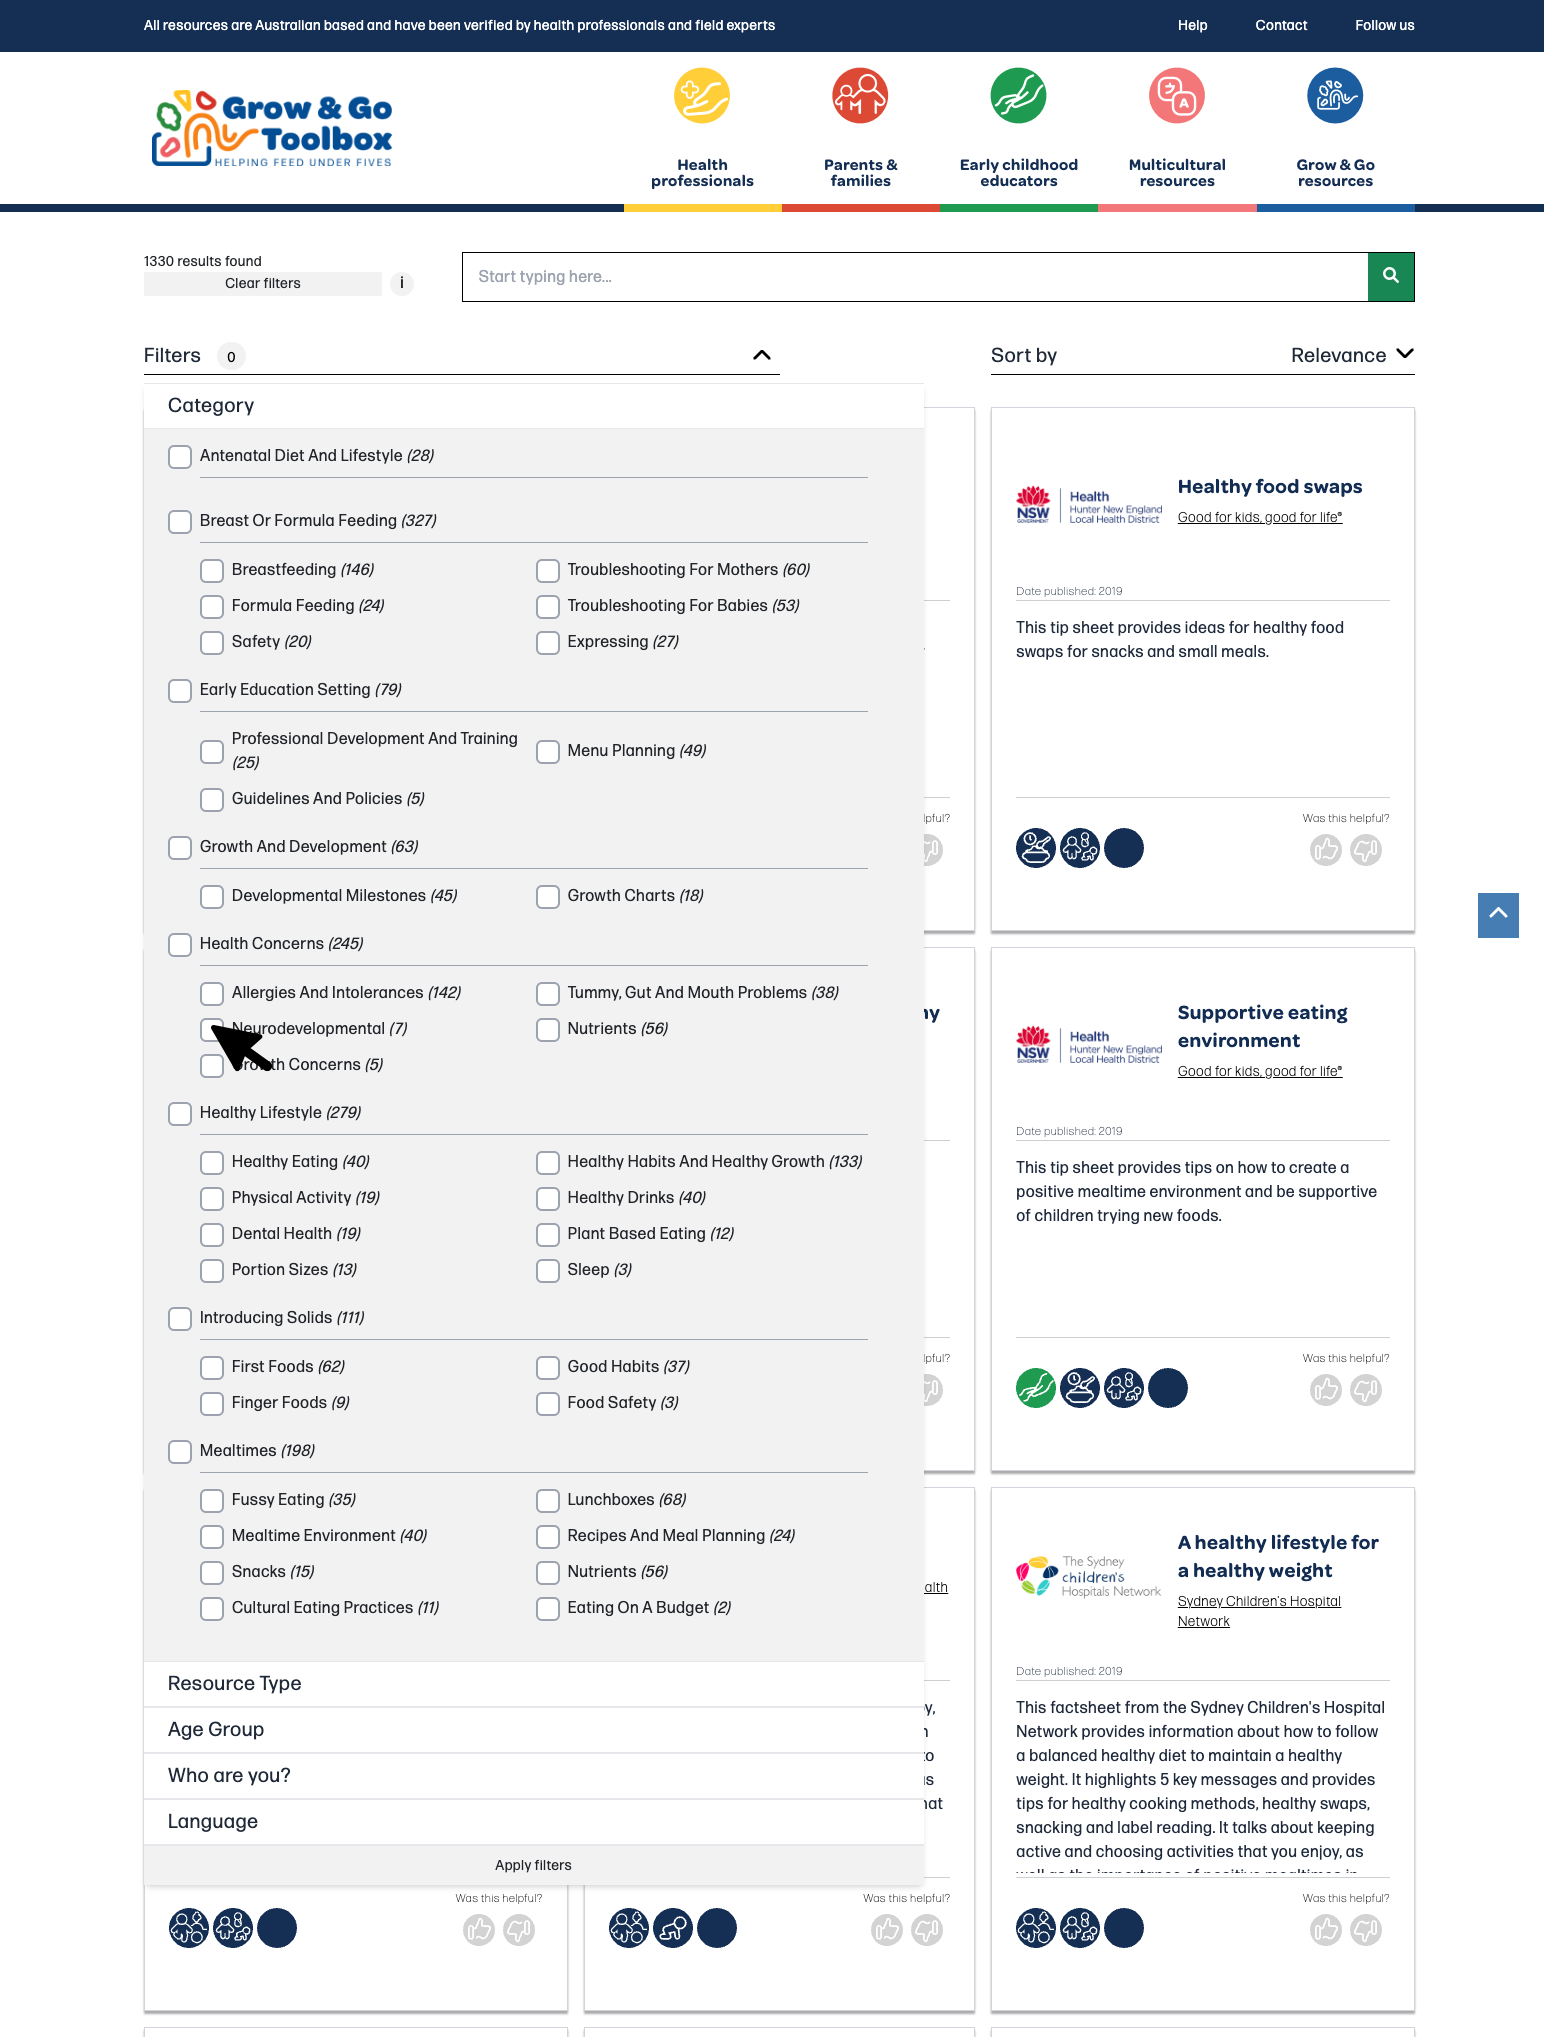 All resources are Australian based and have been verified by health professionals and field experts
Help
Contact
Follow us
Grow & Go
Toolbox
HELPING FEED UNDER FIVES
Health
professionals
Parents &
families
Early childhood
educators
Multicultural
resources
Grow & Go
resources
1330 results found
Clear filters
i
Start typing here...
Filters 0
Sort by
Relevance
Category
Antenatal Diet And Lifestyle (28)
Breast Or Formula Feeding (327)
Breastfeeding (146)
Troubleshooting For Mothers (60)
Formula Feeding (24)
Troubleshooting For Babies (53)
Safety (20)
Expressing (27)
Early Education Setting (79)
Professional Development And Training
(25)
Menu Planning (49)
Guidelines And Policies (5)
Growth And Development (63)
Developmental Milestones (45)
Growth Charts (18)
Health Concerns (245)
Allergies And Intolerances (142)
Tummy, Gut And Mouth Problems (38)
Neurodevelopmental (7)
Nutrients (56)
Growth Concerns (5)
Healthy Lifestyle (279)
Healthy Eating (40)
Healthy Habits And Healthy Growth (133)
Physical Activity (19)
Healthy Drinks (40)
Dental Health (19)
Plant Based Eating (12)
Portion Sizes (13)
Sleep (3)
Introducing Solids (111)
First Foods (62)
Good Habits (37)
Finger Foods (9)
Food Safety (3)
Mealtimes (198)
Fussy Eating (35)
Lunchboxes (68)
Mealtime Environment (40)
Recipes And Meal Planning (24)
Snacks (15)
Nutrients (56)
Cultural Eating Practices (11)
Eating On A Budget (2)
Resource Type
Age Group
Who are you?
Language
Apply filters
Was this helpful?
Was this helpful?
Healthy food swaps
Good for kids, good for life®
NSW
GOVERNMENT
Health
Hunter New England
Local Health District
Date published: 2019
This tip sheet provides ideas for healthy food
swaps for snacks and small meals.
Was this helpful?
Supportive eating
environment
Good for kids, good for life®
NSW
GOVERNMENT
Health
Hunter New England
Local Health District
Date published: 2019
This tip sheet provides tips on how to create a
positive mealtime environment and be supportive
of children trying new foods.
Was this helpful?
A healthy lifestyle for
a healthy weight
Sydney Children's Hospital
Network
The Sydney
children's
Hospitals Network
Date published: 2019
This factsheet from the Sydney Children's Hospital
Network provides information about how to follow
a balanced healthy diet to maintain a healthy
weight. It highlights 5 key messages and provides
tips for healthy cooking methods, healthy swaps,
snacking and label reading. It talks about keeping
active and choosing activities that you enjoy, as
well as the importance of positive mealtimes in
Was this helpful?